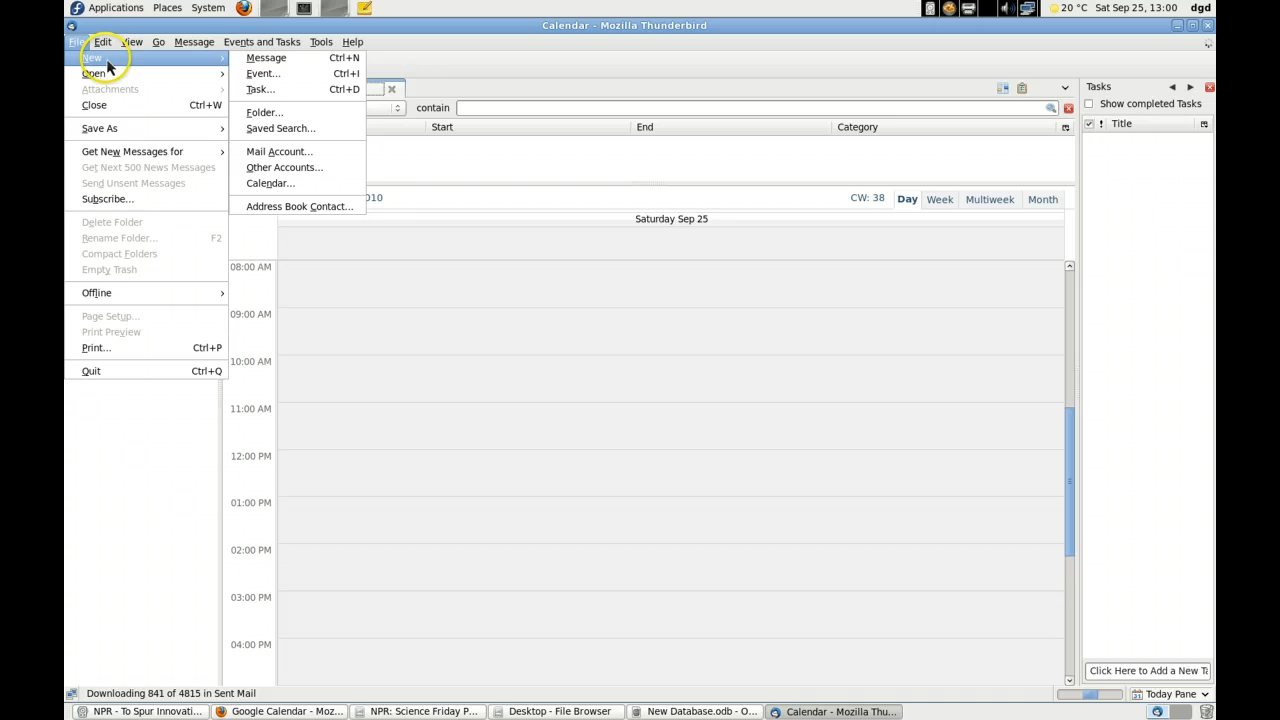 Applications Places System 20 °C Sat Sep 25, 13:00 dgd
Calendar - Mozilla Thunderbird
File Edit View Go Message Events and Tasks Tools Help
New
Open
Attachments
Close Ctrl+W
Save As
Get New Messages for
Get Next 500 News Messages
Send Unsent Messages
Subscribe...
Delete Folder
Rename Folder... F2
Compact Folders
Empty Trash
Offline
Page Setup...
Print Preview
Print... Ctrl+P
Quit Ctrl+Q
Message Ctrl+N
Event... Ctrl+I
Task... Ctrl+D
Folder...
Saved Search...
Mail Account...
Other Accounts...
Calendar...
Address Book Contact...
contain
Start End Category
010 CW: 38 Day Week Multiweek Month
Saturday Sep 25
08:00 AM
09:00 AM
10:00 AM
11:00 AM
12:00 PM
01:00 PM
02:00 PM
03:00 PM
04:00 PM
Tasks
Show completed Tasks
! Title
Click Here to Add a New Ta
Downloading 841 of 4815 in Sent Mail Today Pane
NPR - To Spur Innovati... Google Calendar - Moz... NPR: Science Friday P... Desktop - File Browser New Database.odb - O... Calendar - Mozilla Thu...